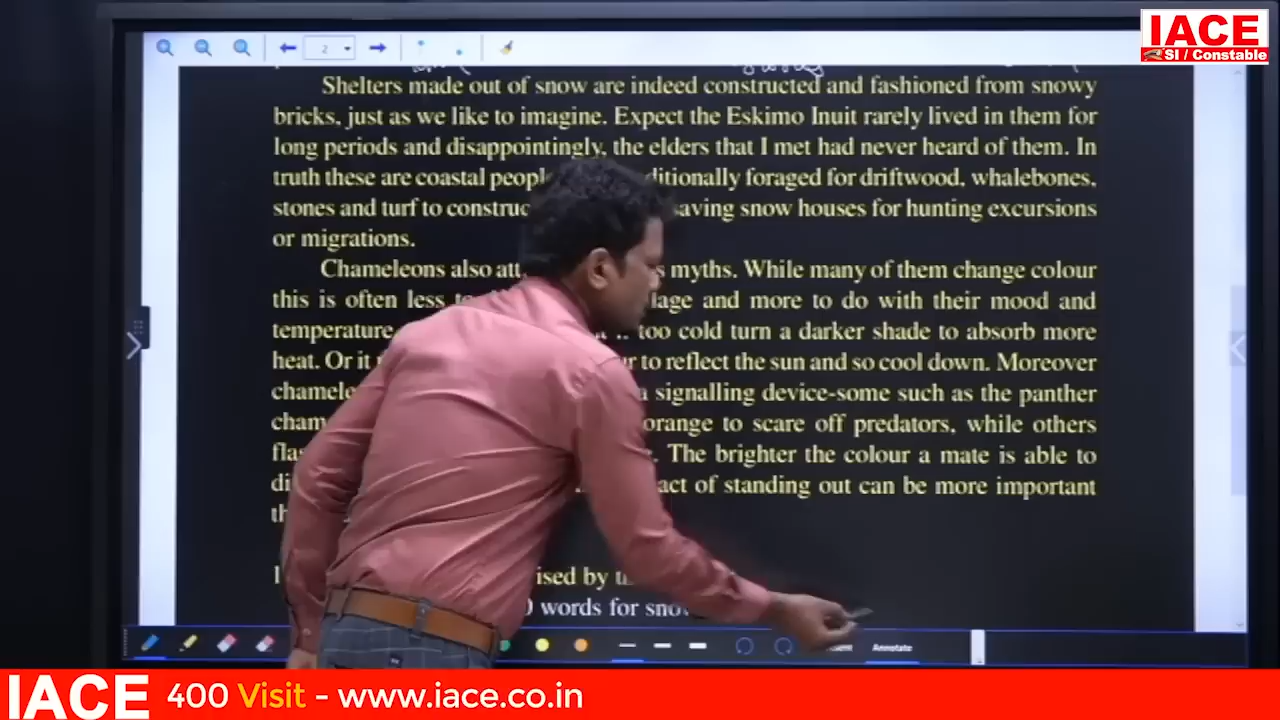 IACE
SI / Constable
2
Shelters made out of snow are indeed constructed and fashioned from snowy
bricks, just as we like to imagine. Expect the Eskimo Inuit rarely lived in them for
long periods and disappointingly, the elders that I met had never heard of them. In
truth these are coastal peopl ditionally foraged for driftwood, whalebones,
stones and turf to construc saving snow houses for hunting excursions
or migrations.
Chameleons also att s myths. While many of them change colour
this is often less to lage and more to do with their mood and
temperature too cold turn a darker shade to absorb more
heat. Or it r to reflect the sun and so cool down. Moreover
chamele a signalling device-some such as the panther
cham orange to scare off predators, while others
flas . The brighter the colour a mate is able to
di act of standing out can be more important
th
ised by th
0 words for snow
Annotate
IACE 400 Visit - www.iace.co.in